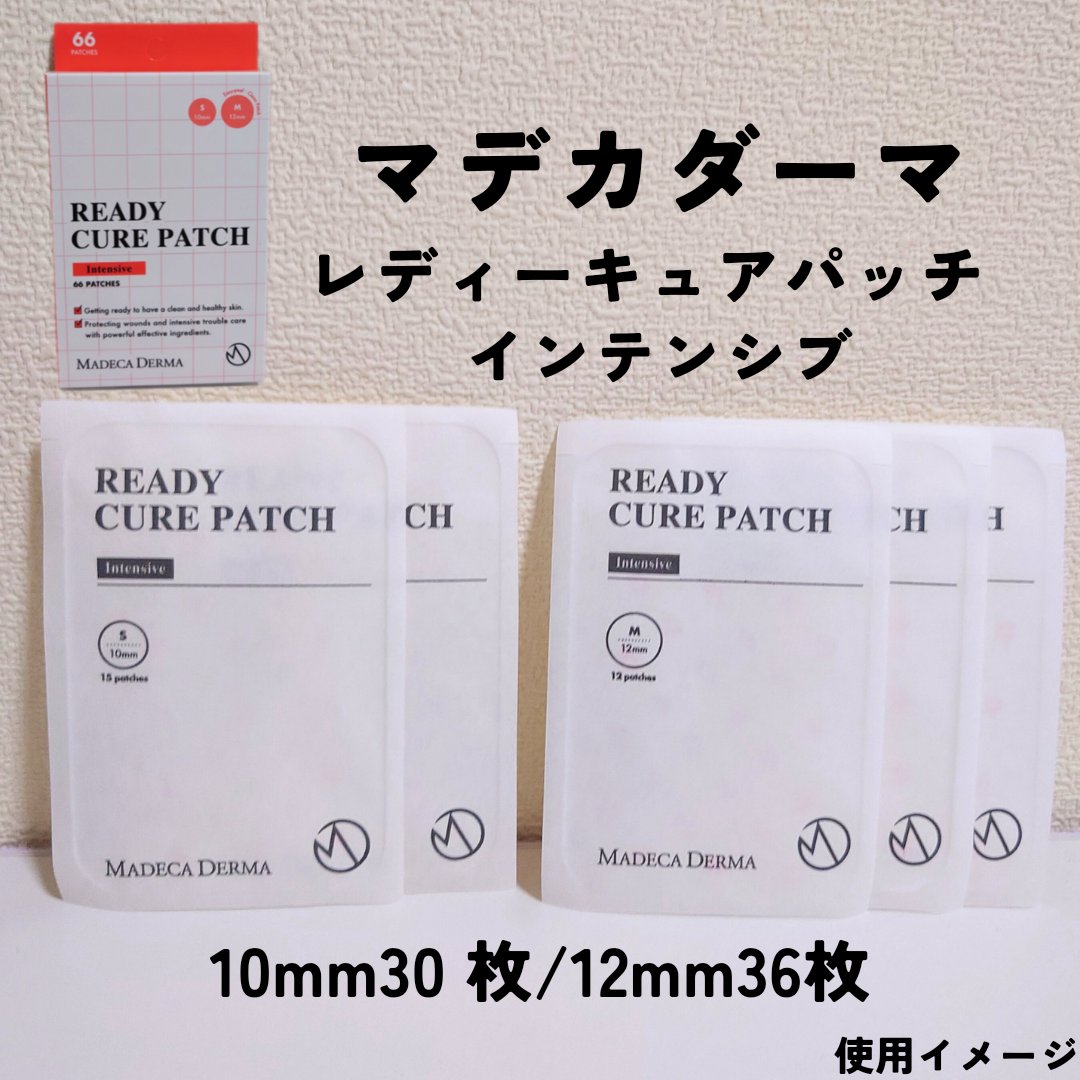 66
PATCHES
S
10mm
M
12mm
READY
CURE PATCH
Intensive
66 PATCHES
Getting ready to have a clean and healthy skin.
Protecting wounds and intensive trouble care
with powerful effective ingredients.
MADECA DERMA
マデカダーマ
レディーキュアパッチ
インテンシブ
READY
CURE PATCH
Intensive
S
10mm
15 patches
MADECA DERMA
CH
READY
CURE PATCH
Intensive
M
12mm
12 patches
MADECA DERMA
CH
H
10mm30 枚/12mm36枚
使用イメージ